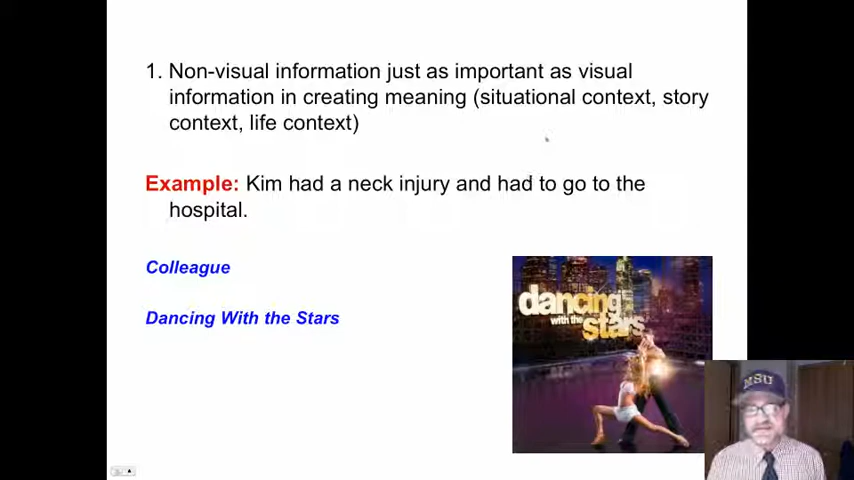 1. Non-visual information just as important as visual
information in creating meaning (situational context, story
context, life context)
Example: Kim had a neck injury and had to go to the
hospital.
Colleague
Dancing With the Stars
dancing
with the
stars
MSU